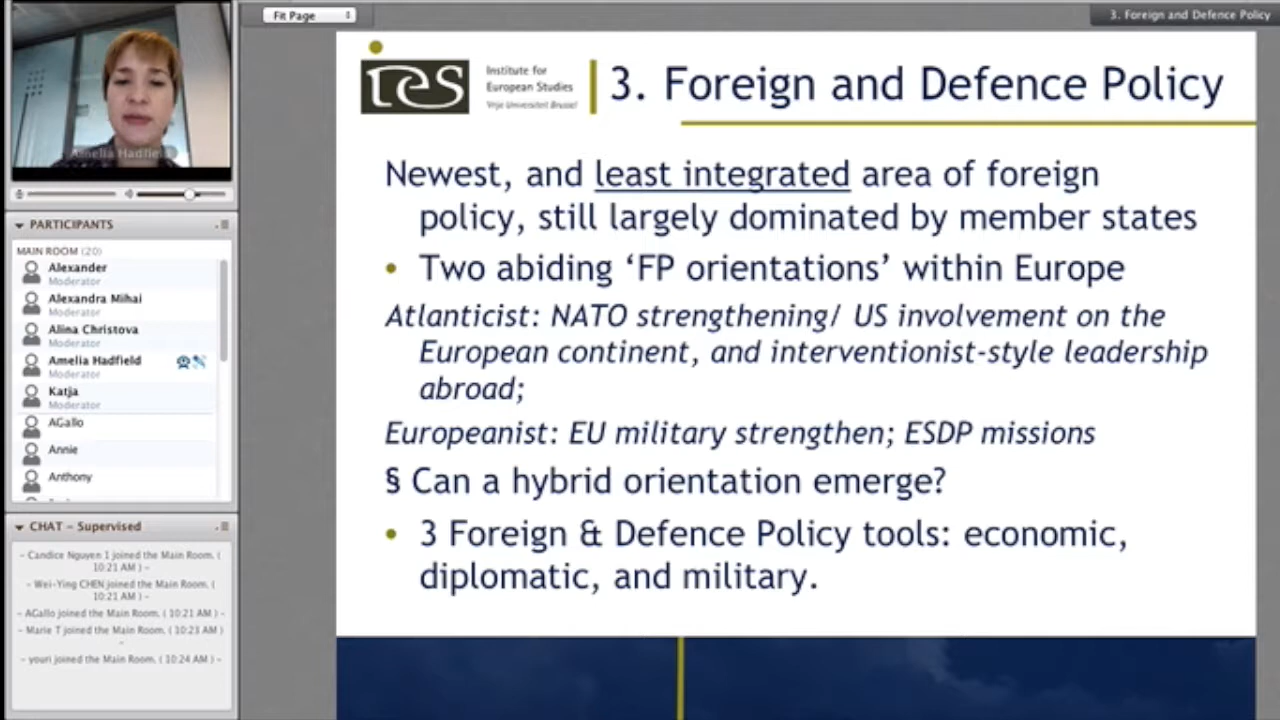 Fit Page
3. Foreign and Defence Policy
Amelia Hadfield
PARTICIPANTS
MAIN ROOM (20)
Alexander
Moderator
Alexandra Mihai
Moderator
Alina Christova
Moderator
Amelia Hadfield
Moderator
Katja
Moderator
AGallo
Annie
Anthony
CHAT – Supervised
– Candice Nguyen 1 joined the Main Room. (
10:21 AM ) –
– Wei-Ying CHEN joined the Main Room. (
10:21 AM ) –
– AGallo joined the Main Room. ( 10:21 AM ) –
– Marie T joined the Main Room. ( 10:23 AM )
–
– youri joined the Main Room. ( 10:24 AM ) –
ies
Institute for
European Studies
Vrije Universiteit Brussel
3. Foreign and Defence Policy
Newest, and least integrated area of foreign
policy, still largely dominated by member states
• Two abiding ‘FP orientations’ within Europe
Atlanticist: NATO strengthening/ US involvement on the
European continent, and interventionist-style leadership
abroad;
Europeanist: EU military strengthen; ESDP missions
§ Can a hybrid orientation emerge?
• 3 Foreign & Defence Policy tools: economic,
diplomatic, and military.